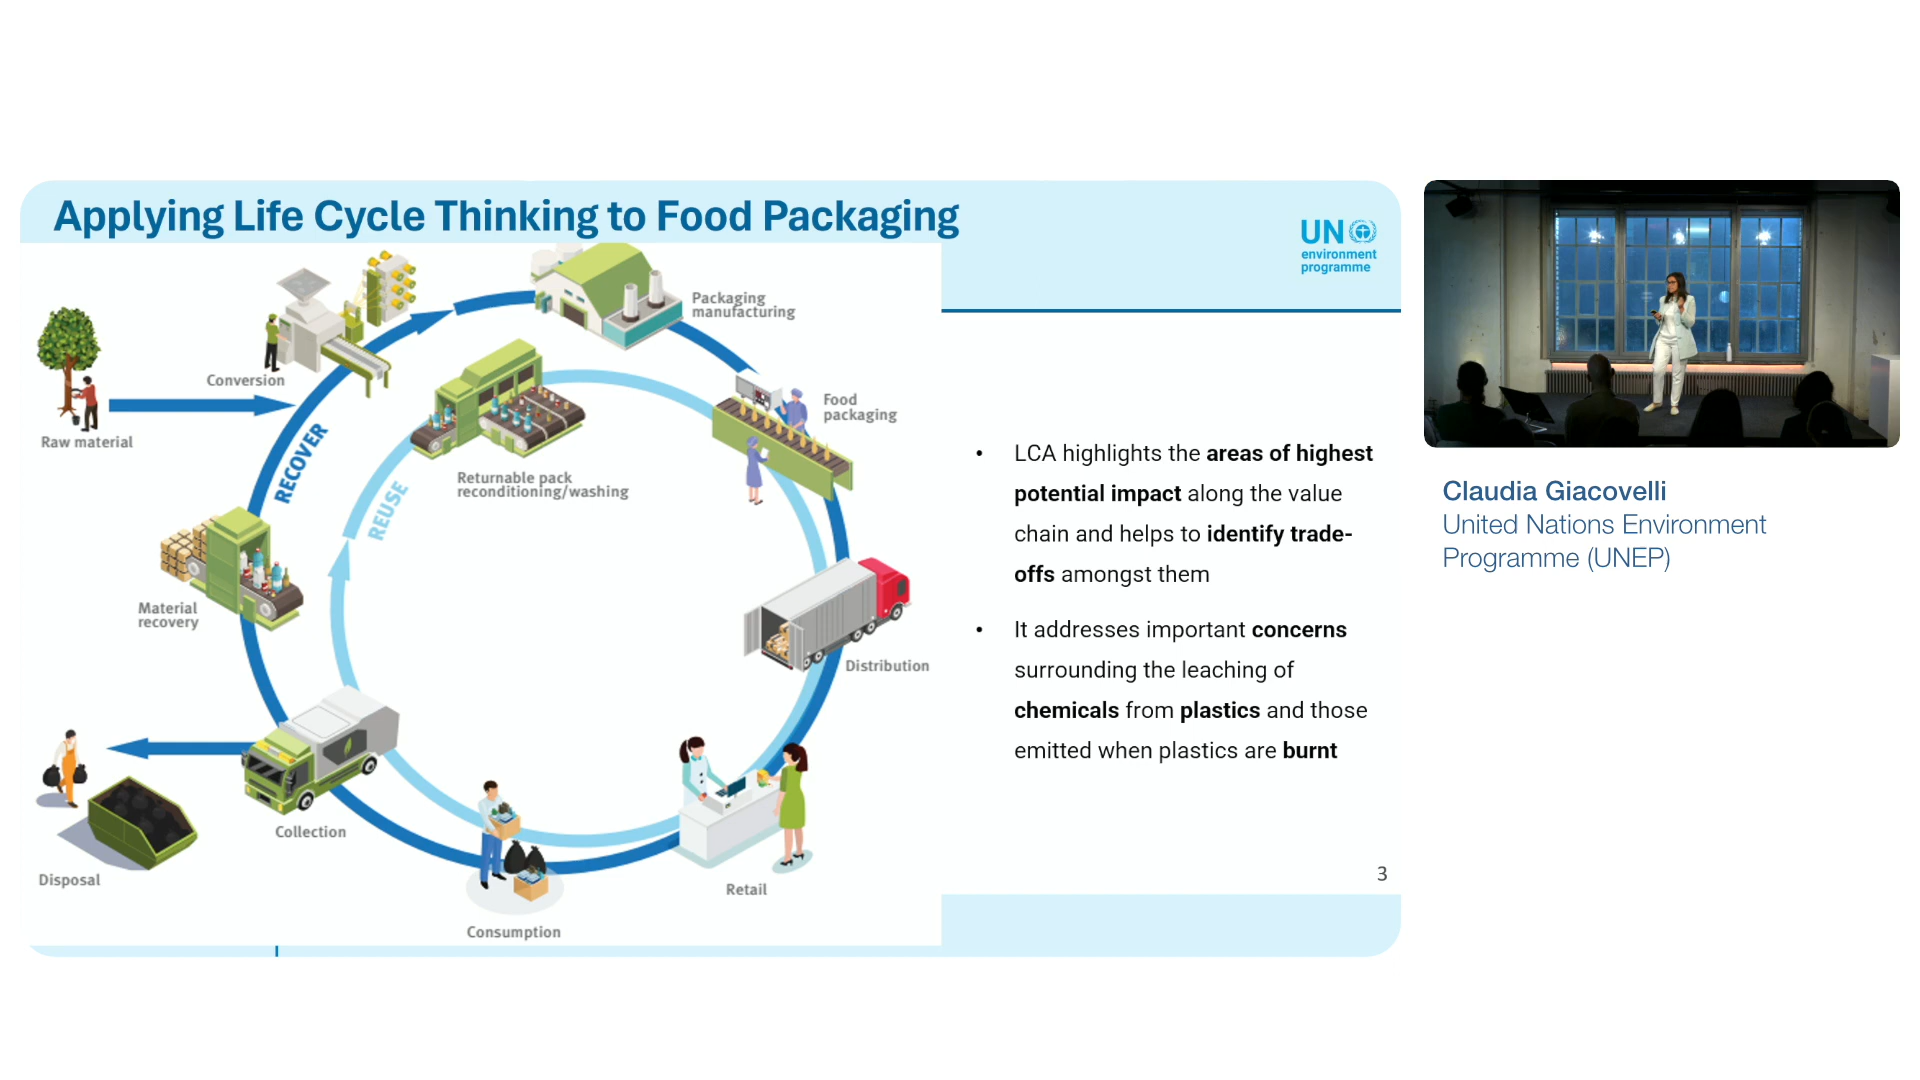 Applying Life Cycle Thinking to Food Packaging
UN
environment
programme
Packaging
manufacturing
Conversion
Raw material
RECOVER
REUSE
Food
packaging
Returnable pack
reconditioning/washing
Material
recovery
Distribution
Collection
Disposal
Retail
Consumption
• LCA highlights the areas of highest
potential impact along the value
chain and helps to identify trade-
offs amongst them
• It addresses important concerns
surrounding the leaching of
chemicals from plastics and those
emitted when plastics are burnt
3
Claudia Giacovelli
United Nations Environment
Programme (UNEP)